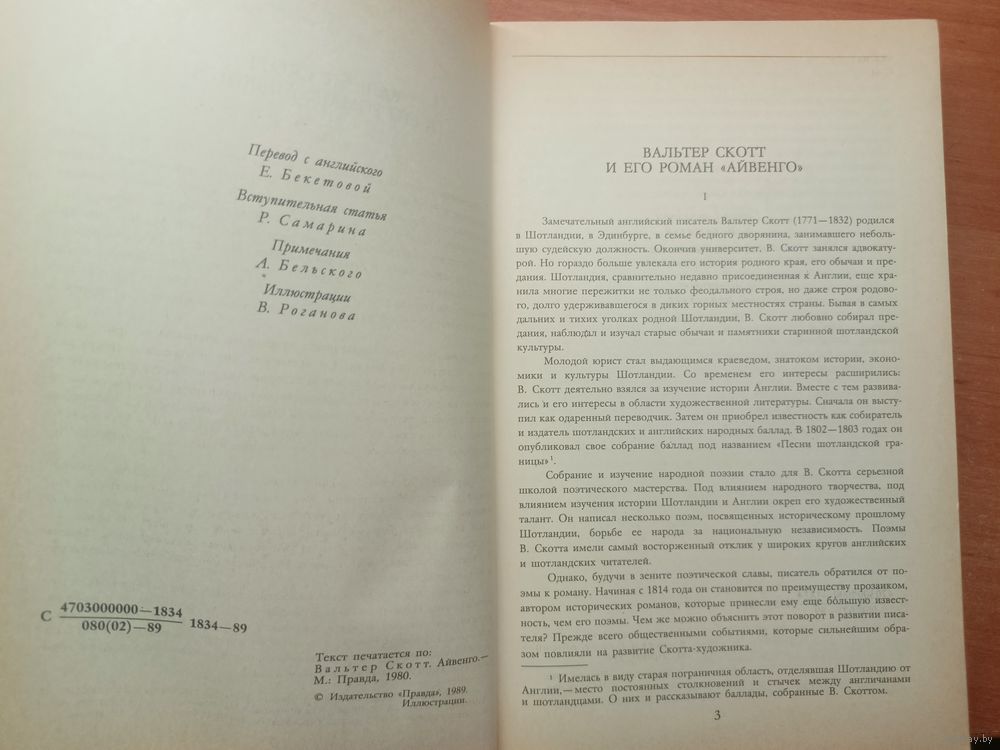 Перевод с английского
Е. Бекетовой
Вступительная статья
Р. Самарина
Примечания
А. Бельского
Иллюстрации
В. Роганова
С 4703000000—1834
080(02)—89
1834—89
Текст печатается по:
Вальтер Скотт. Айвенго.—
М.: Правда, 1980.
© Издательство «Правда», 1989.
Иллюстрации.
ВАЛЬТЕР СКОТТ
И ЕГО РОМАН «АЙВЕНГО»
I
Замечательный английский писатель Вальтер Скотт (1771—1832) родился
в Шотландии, в Эдинбурге, в семье бедного дворянина, занимавшего неболь-
шую судейскую должность. Окончив университет, В. Скотт занялся адвокату-
рой. Но гораздо больше увлекала его история родного края, его обычаи и пре-
дания. Шотландия, сравнительно недавно присоединенная к Англии, еще хра-
нила многие пережитки не только феодального строя, но даже строя родово-
го, долго удерживавшегося в диких горных местностях страны. Бывая в самых
дальних и тихих уголках родной Шотландии, В. Скотт любовно собирал пре-
дания, наблюдал и изучал старые обычаи и памятники старинной шотландской
культуры.
Молодой юрист стал выдающимся краеведом, знатоком истории, эконо-
мики и культуры Шотландии. Со временем его интересы расширились:
В. Скотт деятельно взялся за изучение истории Англии. Вместе с тем развива-
лись и его интересы в области художественной литературы. Сначала он высту-
пил как одаренный переводчик. Затем он приобрел известность как собиратель
и издатель шотландских и английских народных баллад. В 1802—1803 годах он
опубликовал свое собрание баллад под названием «Песни шотландской гра-
ницы»¹.
Собрание и изучение народной поэзии стало для В. Скотта серьезной
школой поэтического мастерства. Под влиянием народного творчества, под
влиянием изучения истории Шотландии и Англии окреп его художественный
талант. Он написал несколько поэм, посвященных историческому прошлому
Шотландии, борьбе ее народа за национальную независимость. Поэмы
В. Скотта имели самый восторженный отклик у широких кругов английских
и шотландских читателей.
Однако, будучи в зените поэтической славы, писатель обратился от по-
эмы к роману. Начиная с 1814 года он становится по преимуществу прозаиком,
автором исторических романов, которые принесли ему еще бо́льшую извест-
ность, чем его поэмы. Чем же можно объяснить этот поворот в развитии писа-
теля? Прежде всего общественными событиями, которые сильнейшим обра-
зом повлияли на развитие Скотта-художника.
¹ Имелась в виду старая пограничная область, отделявшая Шотландию от
Англии,—место постоянных столкновений и стычек между англичанами
и шотландцами. О них и рассказывают баллады, собранные В. Скоттом.
3